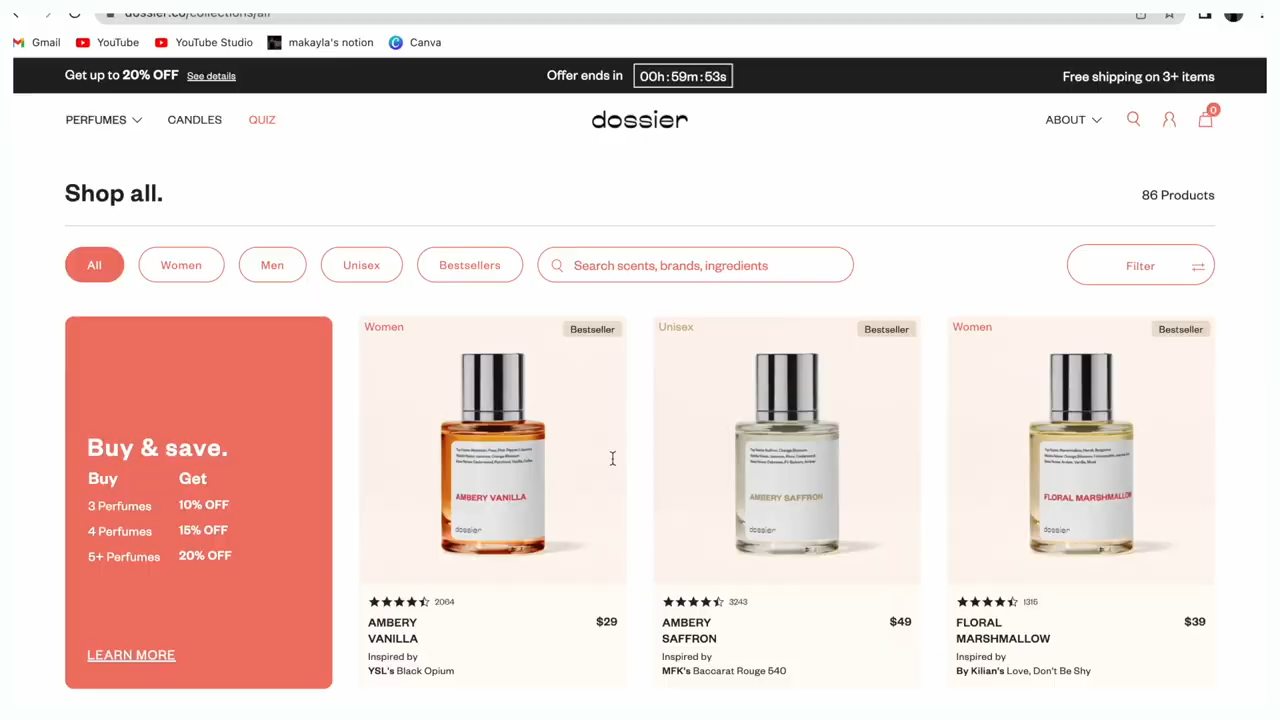 dossier.co/collections/all
Gmail
YouTube
YouTube Studio
makayla's notion
Canva
Get up to 20% OFF See details
Offer ends in 00h:59m:53s
Free shipping on 3+ items
PERFUMES
CANDLES
QUIZ
dossier
ABOUT
0
Shop all.
86 Products
All
Women
Men
Unisex
Bestsellers
Search scents, brands, ingredients
Filter
Buy & save.
Buy Get
3 Perfumes 10% OFF
4 Perfumes 15% OFF
5+ Perfumes 20% OFF
LEARN MORE
Women
Bestseller
AMBERY VANILLA
dossier
2064
AMBERY
VANILLA
$29
Inspired by
YSL's Black Opium
Unisex
Bestseller
AMBERY SAFFRON
dossier
3243
AMBERY
SAFFRON
$49
Inspired by
MFK's Baccarat Rouge 540
Women
Bestseller
FLORAL MARSHMALLOW
dossier
1315
FLORAL
MARSHMALLOW
$39
Inspired by
By Kilian's Love, Don't Be Shy